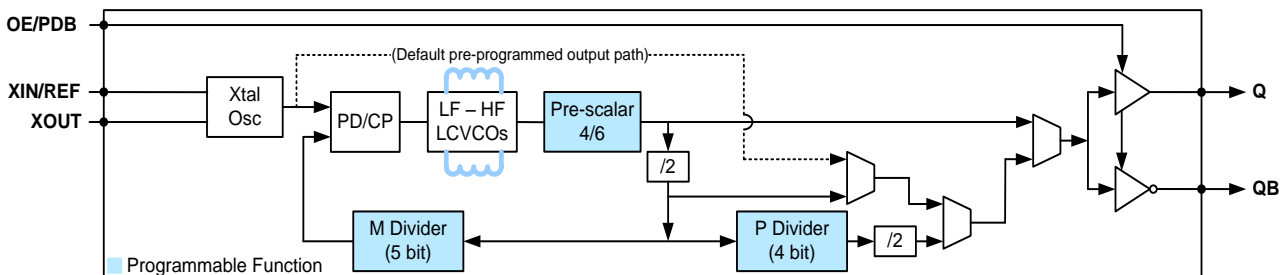 OE/PDB
(Default pre-programmed output path)
XIN/REF
XOUT
Xtal
Osc
PD/CP
LF – HF
LCVCOs
Pre-scalar
4/6
Q
/2
QB
M Divider
(5 bit)
P Divider
(4 bit)
/2
Programmable Function